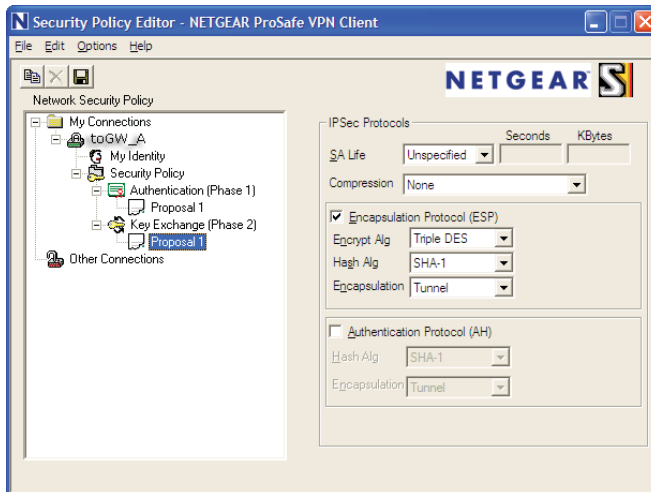 Security Policy Editor - NETGEAR ProSafe VPN Client
File Edit Options Help
NETGEAR
Network Security Policy
My Connections
toGW_A
My Identity
Security Policy
Authentication (Phase 1)
Proposal 1
Key Exchange (Phase 2)
Proposal 1
Other Connections
IPSec Protocols
Seconds KBytes
SA Life Unspecified
Compression None
Encapsulation Protocol (ESP)
Encrypt Alg Triple DES
Hash Alg SHA-1
Encapsulation Tunnel
Authentication Protocol (AH)
Hash Alg SHA-1
Encapsulation Tunnel